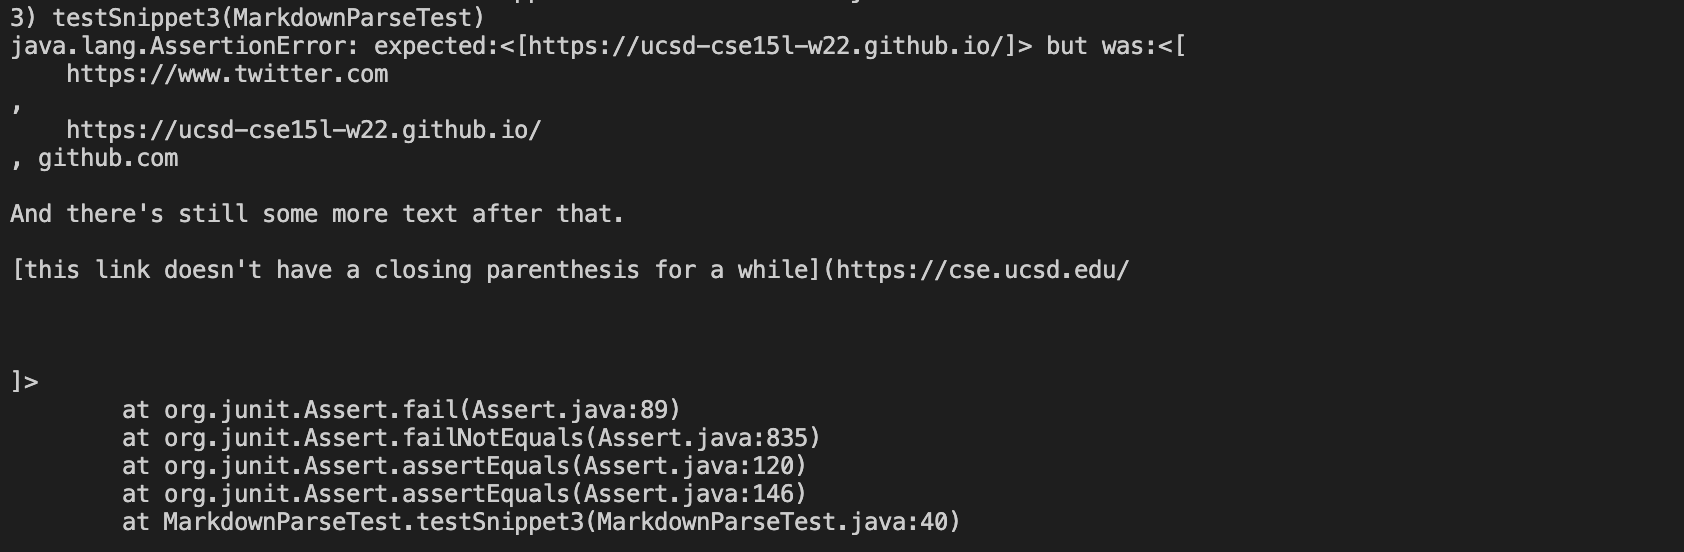 3) testSnippet3(MarkdownParseTest)
java.lang.AssertionError: expected:<[https://ucsd-cse15l-w22.github.io/]> but was:<[
    https://www.twitter.com
,
    https://ucsd-cse15l-w22.github.io/
, github.com

And there's still some more text after that.

[this link doesn't have a closing parenthesis for a while](https://cse.ucsd.edu/



]>
        at org.junit.Assert.fail(Assert.java:89)
        at org.junit.Assert.failNotEquals(Assert.java:835)
        at org.junit.Assert.assertEquals(Assert.java:120)
        at org.junit.Assert.assertEquals(Assert.java:146)
        at MarkdownParseTest.testSnippet3(MarkdownParseTest.java:40)